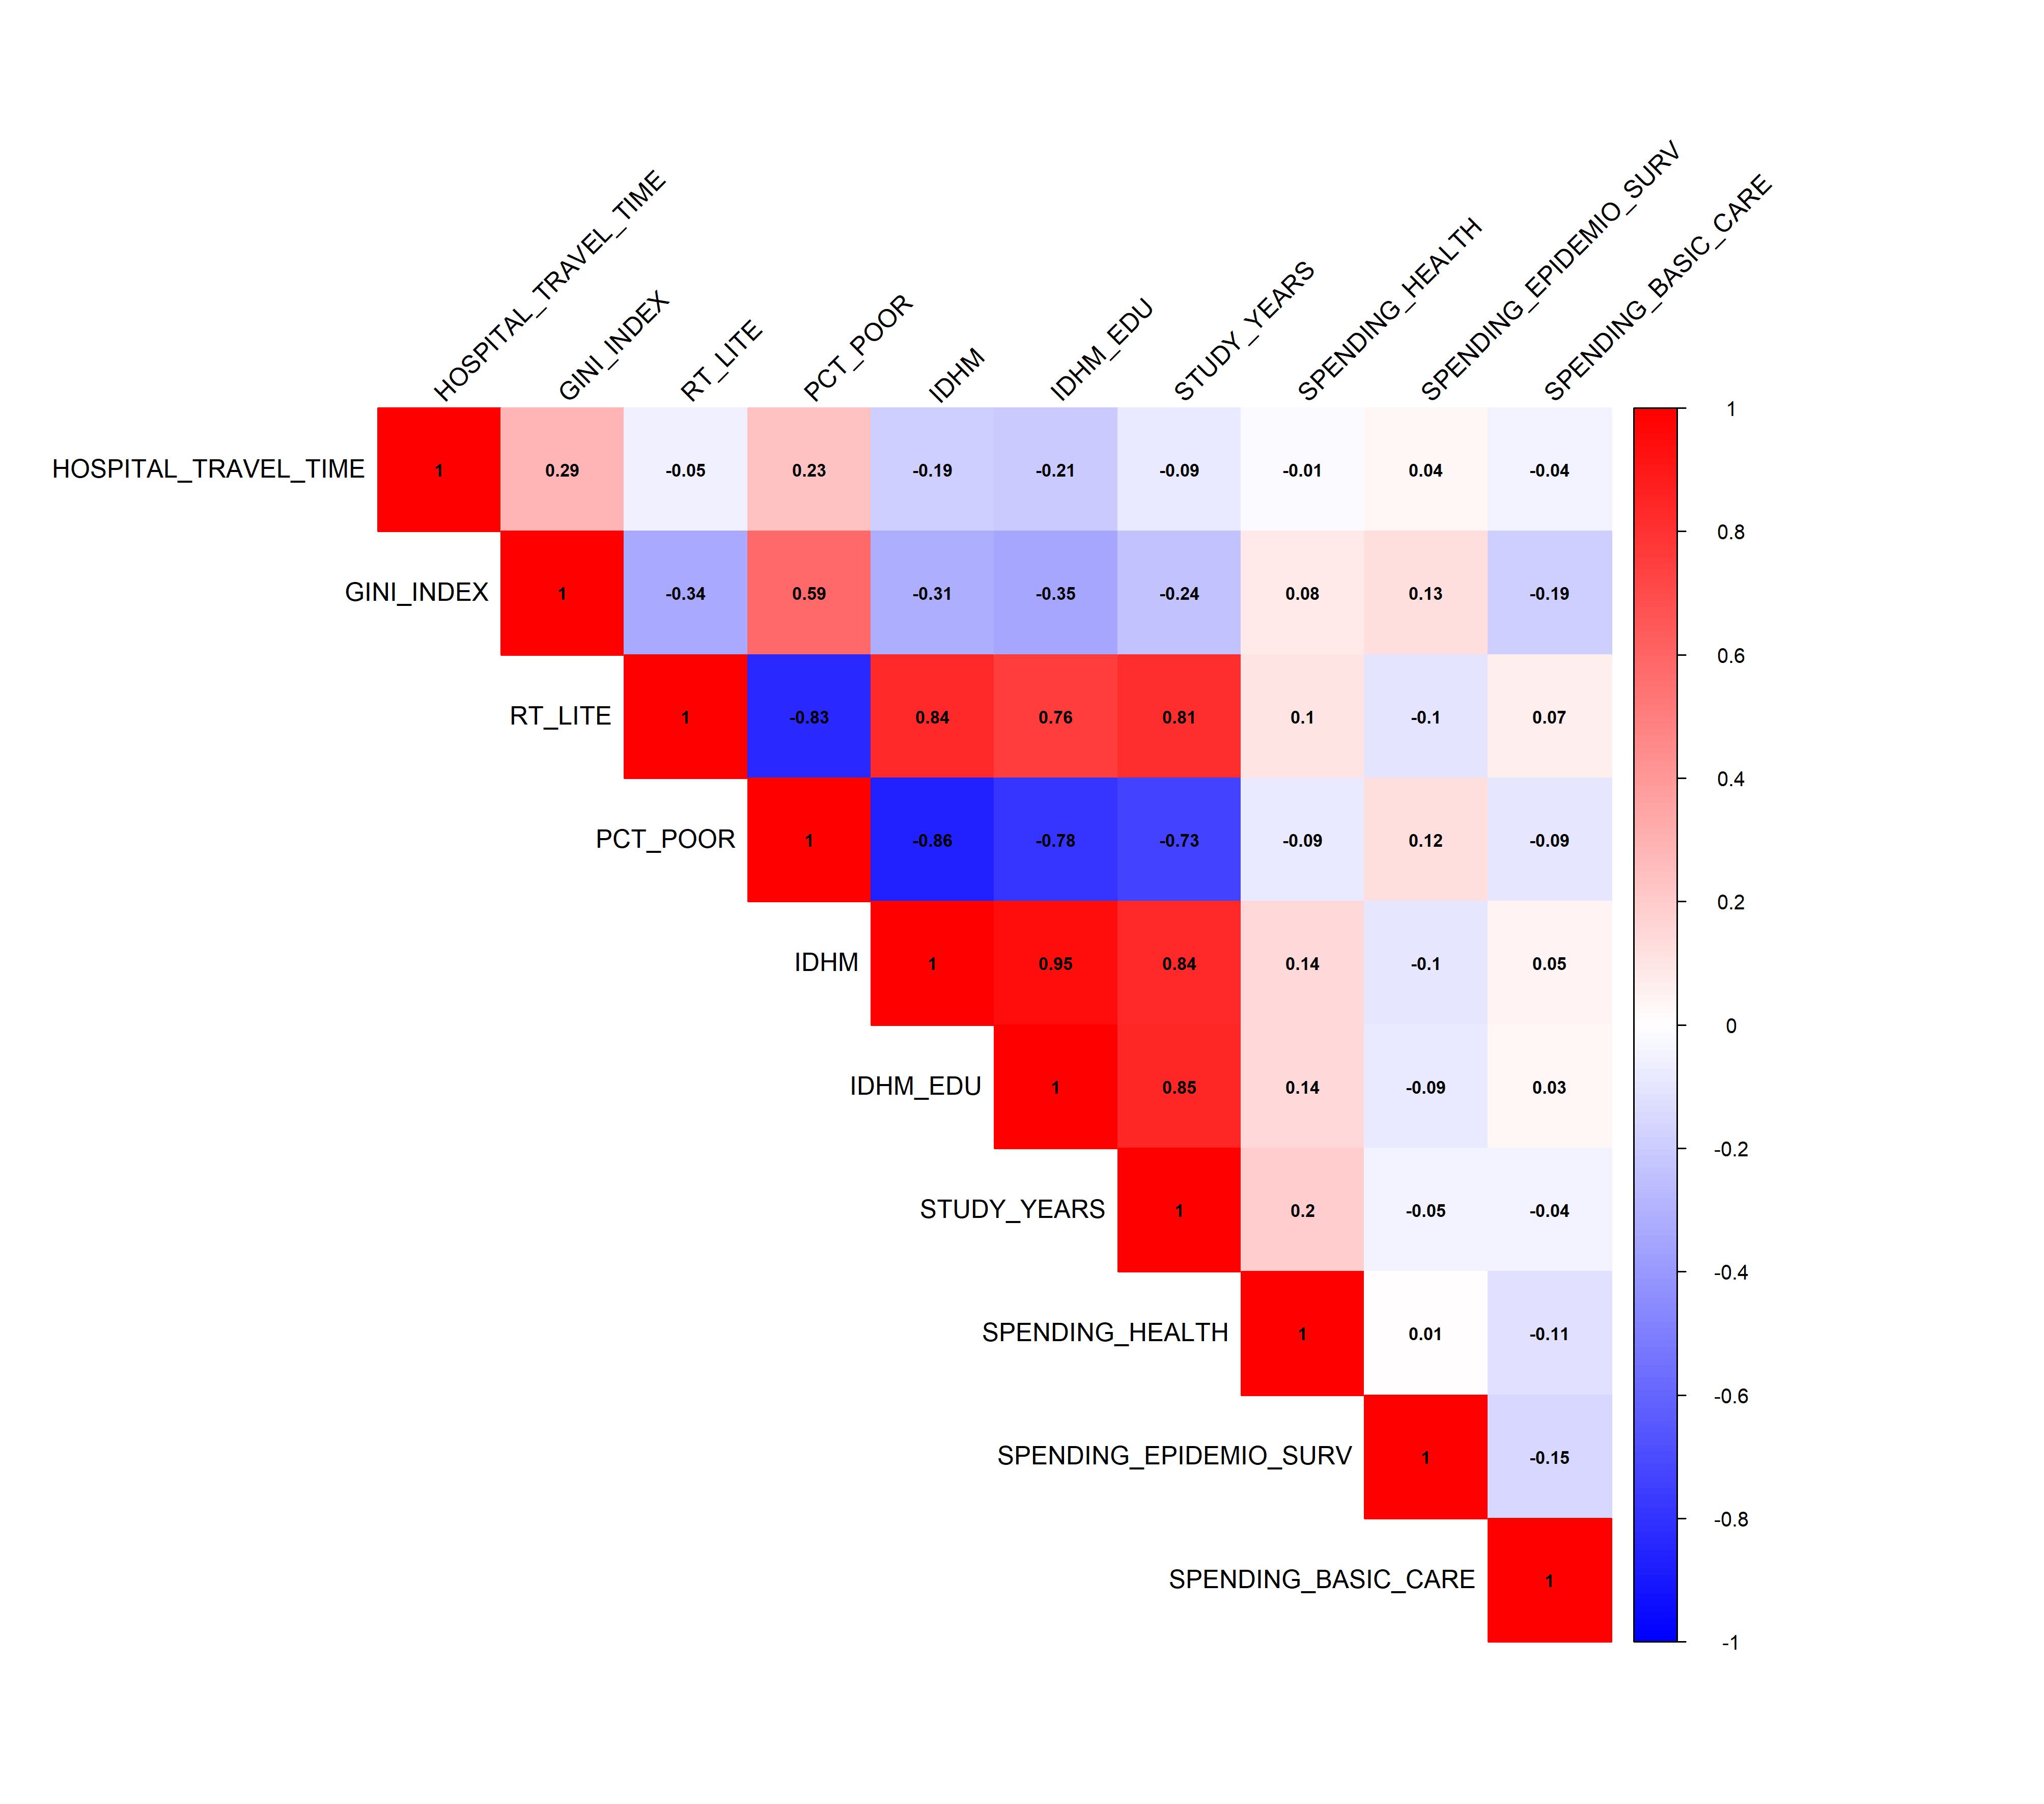 HOSPITAL_TRAVEL_TIME
GINI_INDEX
RT_LITE
PCT_POOR
IDHM
IDHM_EDU
STUDY_YEARS
SPENDING_HEALTH
SPENDING_EPIDEMIO_SURV
SPENDING_BASIC_CARE
HOSPITAL_TRAVEL_TIME 1 0.29 -0.05 0.23 -0.19 -0.21 -0.09 -0.01 0.04 -0.04
GINI_INDEX 1 -0.34 0.59 -0.31 -0.35 -0.24 0.08 0.13 -0.19
RT_LITE 1 -0.83 0.84 0.76 0.81 0.1 -0.1 0.07
PCT_POOR 1 -0.86 -0.78 -0.73 -0.09 0.12 -0.09
IDHM 1 0.95 0.84 0.14 -0.1 0.05
IDHM_EDU 1 0.85 0.14 -0.09 0.03
STUDY_YEARS 1 0.2 -0.05 -0.04
SPENDING_HEALTH 1 0.01 -0.11
SPENDING_EPIDEMIO_SURV 1 -0.15
SPENDING_BASIC_CARE 1
1
0.8
0.6
0.4
0.2
0
-0.2
-0.4
-0.6
-0.8
-1